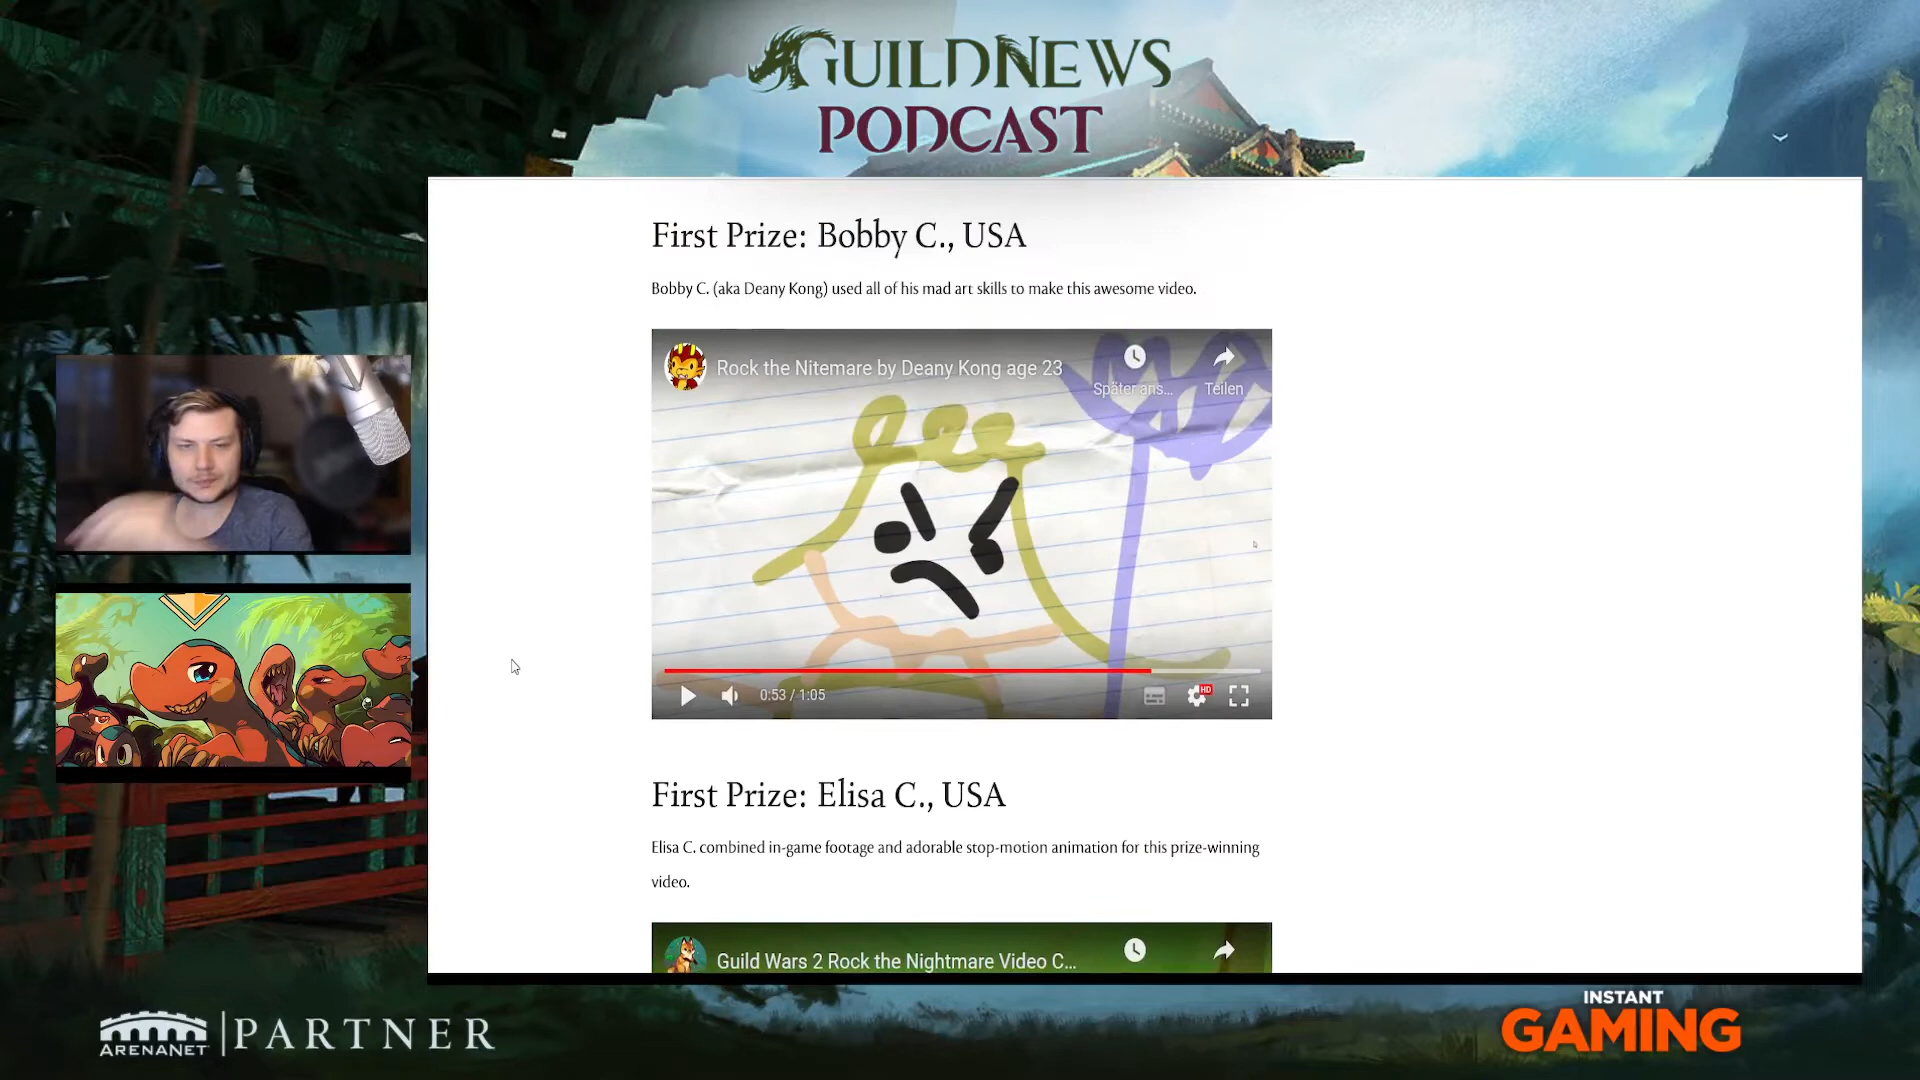 GUILDNEWS
PODCAST
First Prize: Bobby C., USA
Bobby C. (aka Deany Kong) used all of his mad art skills to make this awesome video.
Rock the Nitemare by Deany Kong age 23
Später ans...
Teilen
0:53 / 1:05
HD
First Prize: Elisa C., USA
Elisa C. combined in-game footage and adorable stop-motion animation for this prize-winning
video.
Guild Wars 2 Rock the Nightmare Video C...
ARENANET
PARTNER
INSTANT
GAMING